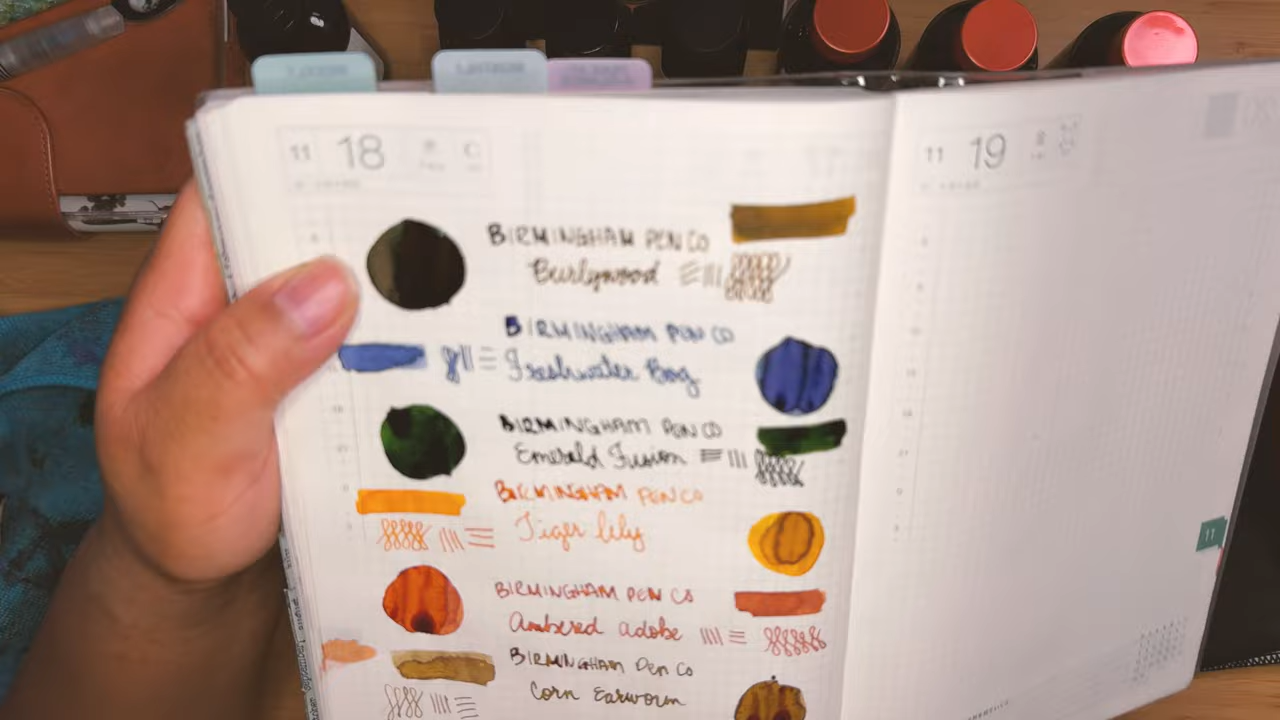 11 18
BIRMINGHAM PEN CO
Burlywood
BIRMINGHAM PEN CO
Freshwater Bog
BIRMINGHAM PEN CO
Emerald Fusion
BIRMINGHAM PEN CO
Tiger lily
BIRMINGHAM PEN CO
Ambered adobe
BIRMINGHAM Pen Co
Corn Earworm
11 19
11